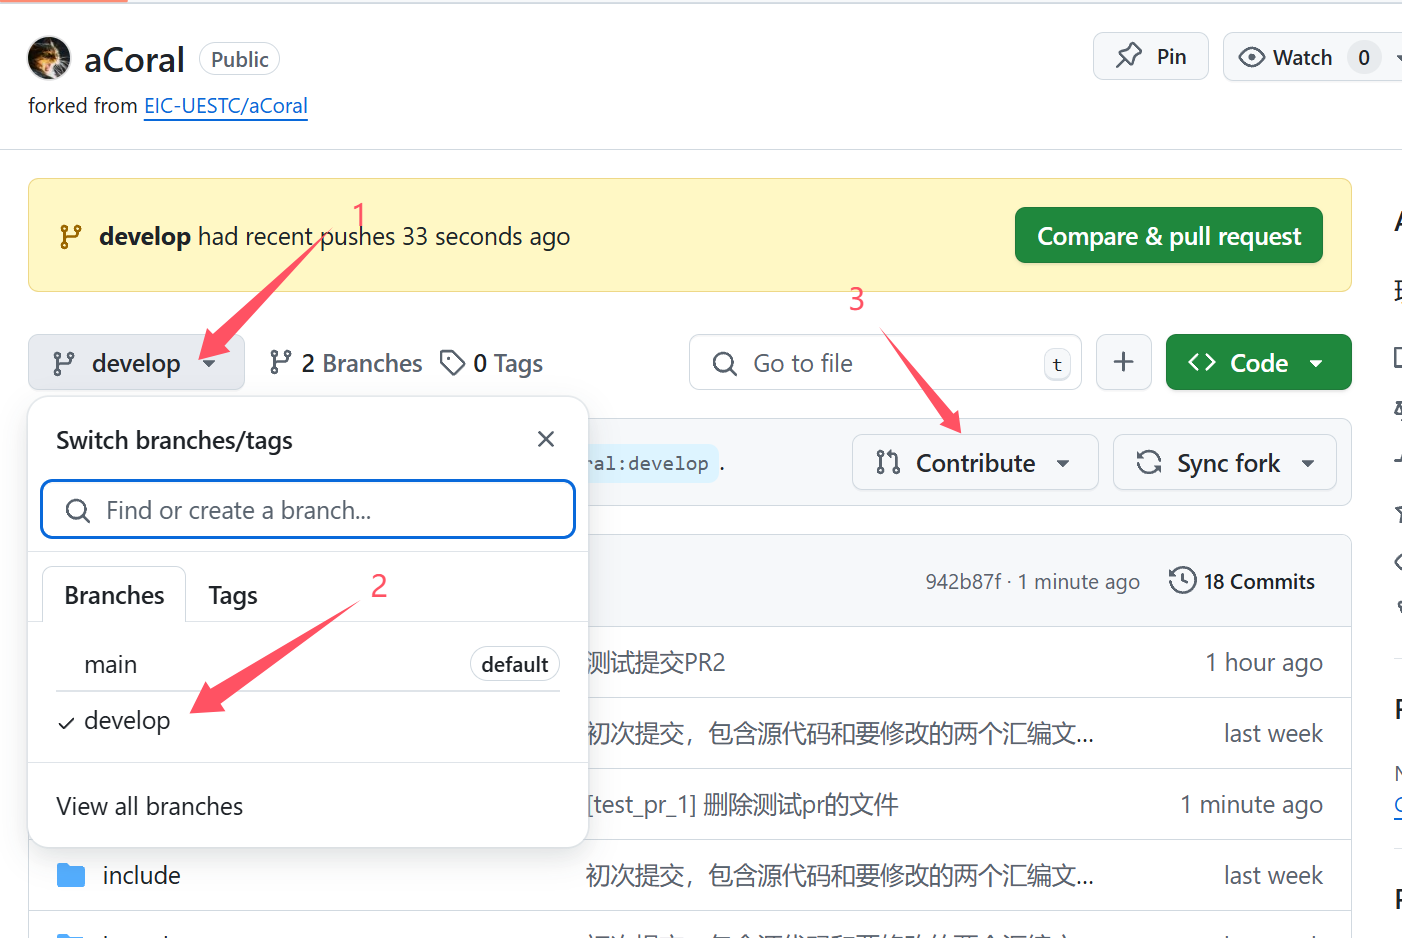 aCoral Public
Pin
Watch 0
forked from EIC-UESTC/aCoral
1
develop had recent pushes 33 seconds ago
Compare & pull request
3
develop
2 Branches
0 Tags
Go to file
t
Code
Switch branches/tags
ral:develop.
Contribute
Sync fork
Find or create a branch...
2
Branches
Tags
942b87f · 1 minute ago
18 Commits
main
default
测试提交PR2
1 hour ago
develop
初次提交，包含源代码和要修改的两个汇编文...
last week
View all branches
[test_pr_1] 删除测试pr的文件
1 minute ago
include
初次提交，包含源代码和要修改的两个汇编文...
last week